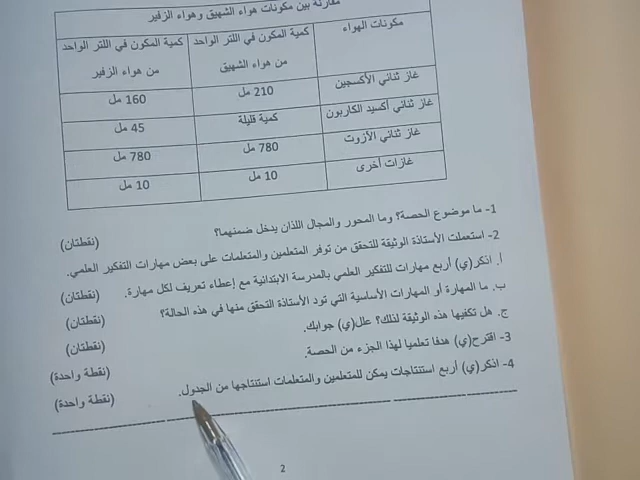 مقارنة بين مكونات هواء الشهيق وهواء الزفير
مكونات الهواء
كمية المكون في اللتر الواحد من هواء الشهيق
كمية المكون في اللتر الواحد من هواء الزفير
غاز ثنائي الأكسجين
210 مل
160 مل
غاز ثنائي أكسيد الكاربون
كمية قليلة
45 مل
غاز ثنائي الأزوت
780 مل
780 مل
غازات أخرى
10 مل
10 مل
1- ما موضوع الحصة؟ وما المحور والمجال اللذان يدخل ضمنهما؟ (نقطتان)
2- استعملت الأستاذة الوثيقة للتحقق من توفر المتعلمين والمتعلمات على بعض مهارات التفكير العلمي.
أ. اذكر(ي) أربع مهارات للتفكير العلمي بالمدرسة الابتدائية مع إعطاء تعريف لكل مهارة. (نقطتان)
ب. ما المهارة أو المهارات الأساسية التي تود الأستاذة التحقق منها في هذه الحالة؟ (نقطتان)
ج. هل تكفيها هذه الوثيقة لذلك؟ علل(ي) جوابك. (نقطتان)
3- اقترح(ي) هدفا تعلميا لهذا الجزء من الحصة. (نقطة واحدة)
4- اذكر(ي) أربع استنتاجات يمكن للمتعلمين والمتعلمات استنتاجها من الجدول. (نقطة واحدة)
2